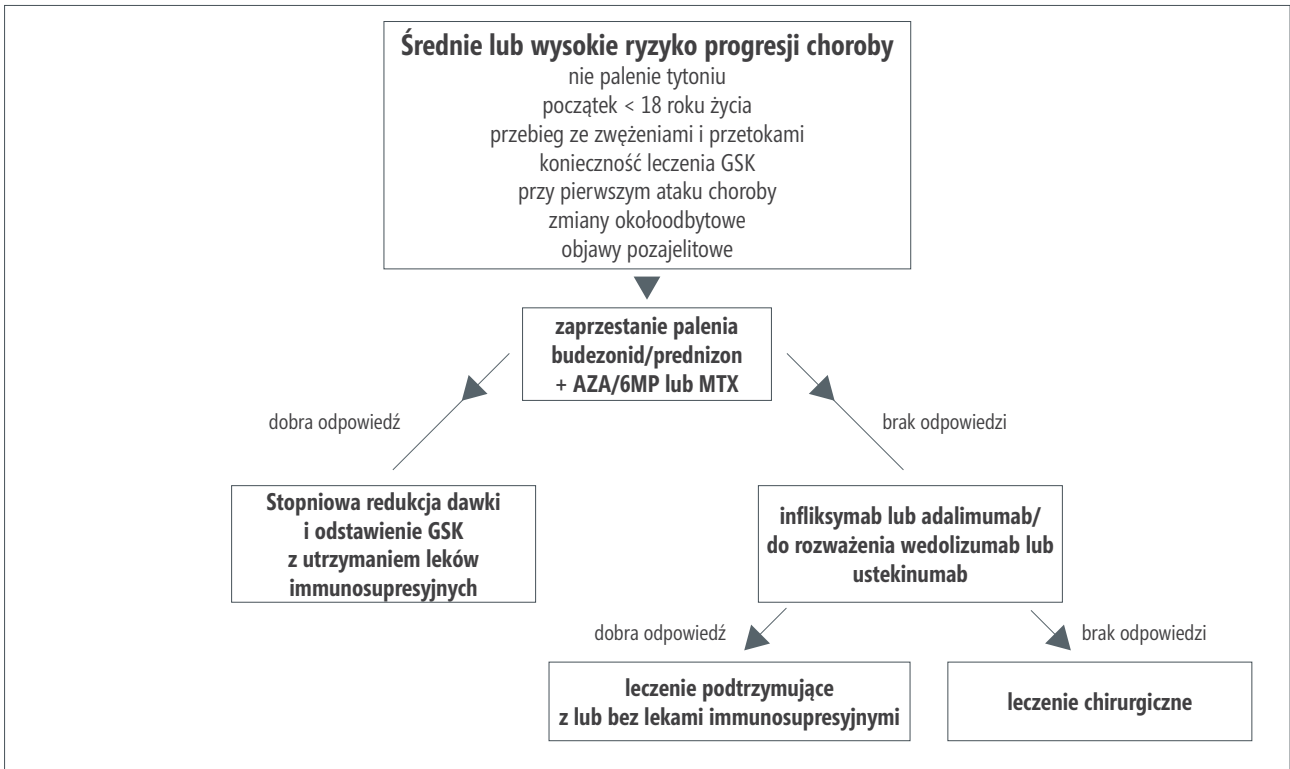 Średnie lub wysokie ryzyko progresji choroby
nie palenie tytoniu
początek < 18 roku życia
przebieg ze zwężeniami i przetokami
konieczność leczenia GSK
przy pierwszym ataku choroby
zmiany okołoodbytowe
objawy pozajelitowe
zaprzestanie palenia
budezonid/prednizon
+ AZA/6MP lub MTX
dobra odpowiedź
brak odpowiedzi
Stopniowa redukcja dawki
i odstawienie GSK
z utrzymaniem leków
immunosupresyjnych
infliksymab lub adalimumab/
do rozważenia wedolizumab lub
ustekinumab
dobra odpowiedź
brak odpowiedzi
leczenie podtrzymujące
z lub bez lekami immunosupresyjnymi
leczenie chirurgiczne